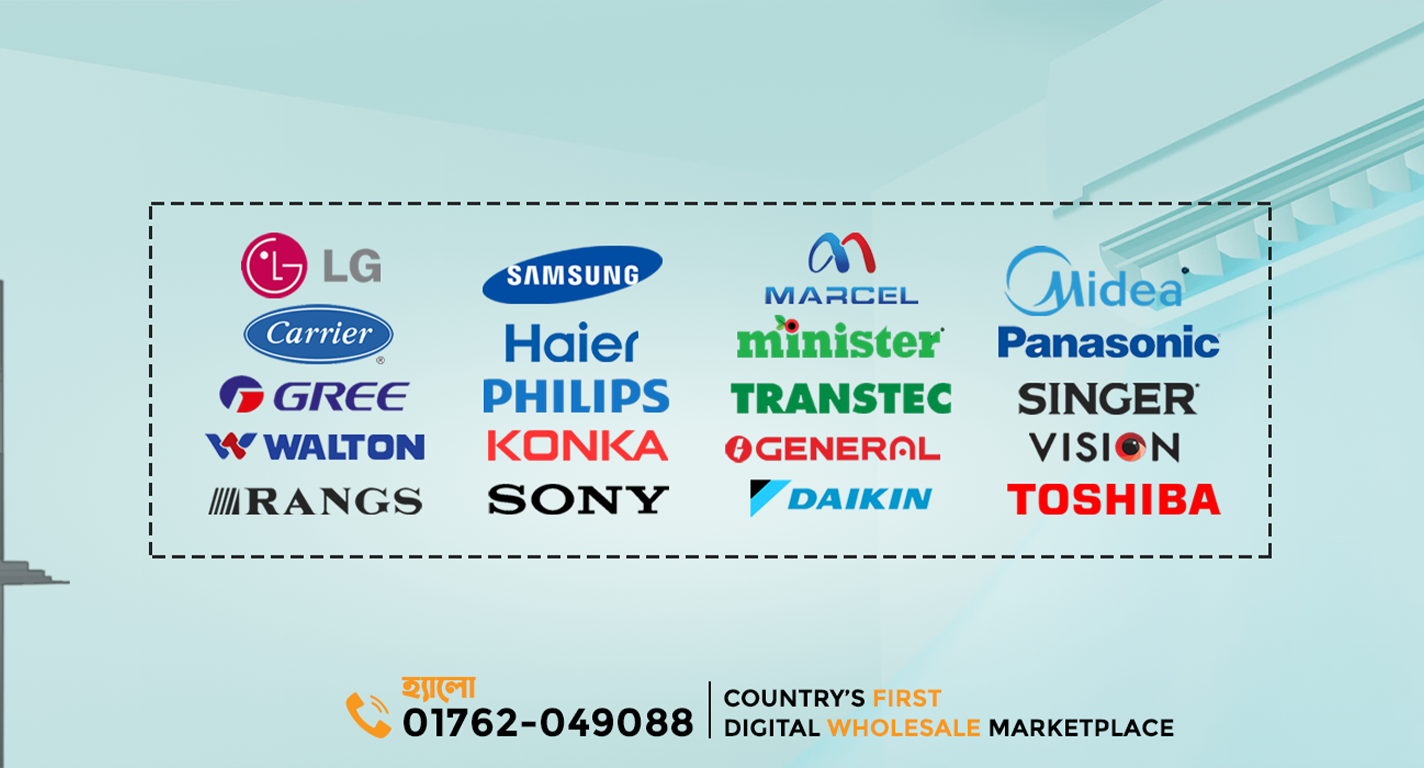 LG
SAMSUNG
MARCEL
Midea
Carrier
Haier
minister
Panasonic
GREE
PHILIPS
TRANSTEC
SINGER
WALTON
KONKA
GENERAL
VISION
RANGS
SONY
DAIKIN
TOSHIBA
হ্যালো
01762-049088
COUNTRY'S FIRST
DIGITAL WHOLESALE MARKETPLACE